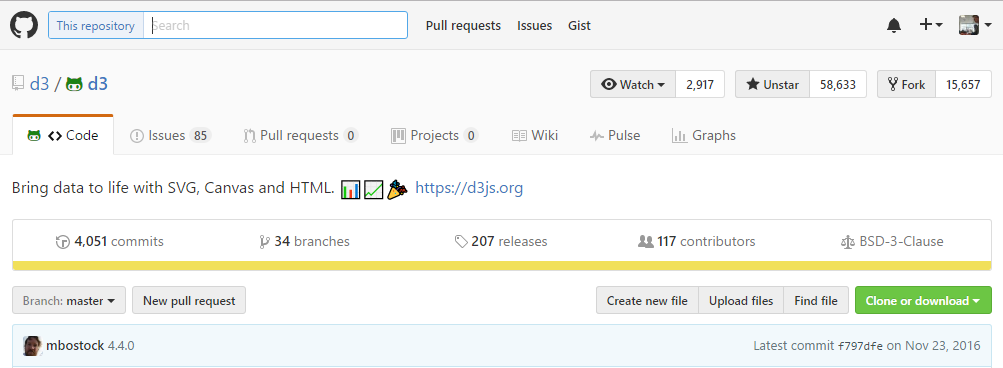 This repository Search Pull requests Issues Gist
d3 / d3 Watch 2,917 Unstar 58,633 Fork 15,657
<> Code Issues 85 Pull requests 0 Projects 0 Wiki Pulse Graphs
Bring data to life with SVG, Canvas and HTML. 📊📈🎉 https://d3js.org
4,051 commits 34 branches 207 releases 117 contributors BSD-3-Clause
Branch: master New pull request Create new file Upload files Find file Clone or download
mbostock 4.4.0 Latest commit f797dfe on Nov 23, 2016